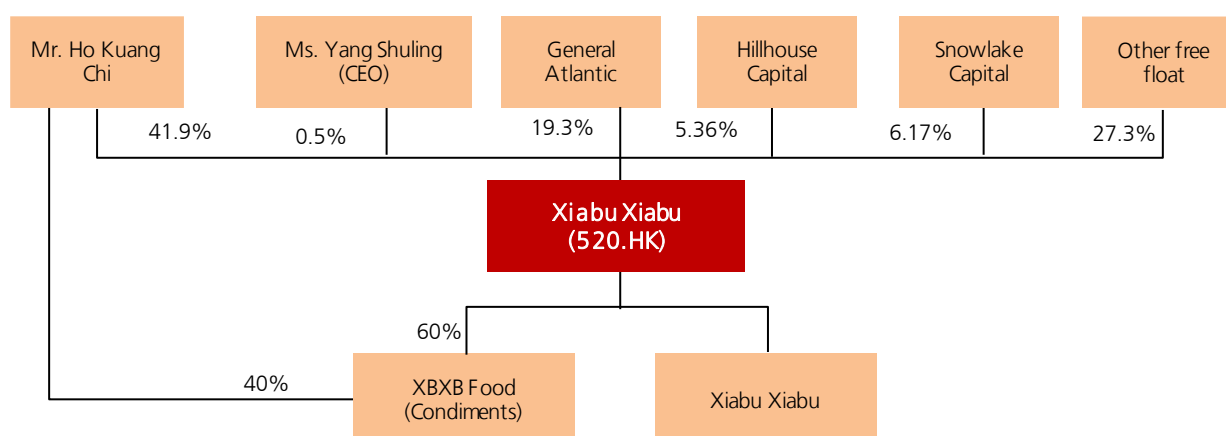 Mr. Ho Kuang
Chi
Ms. Yang Shuling
(CEO)
General
Atlantic
Hillhouse
Capital
Snowlake
Capital
Other free
float
41.9%
0.5%
19.3%
5.36%
6.17%
27.3%
Xiabu Xiabu
(520.HK)
60%
40%
XBXB Food
(Condiments)
Xiabu Xiabu